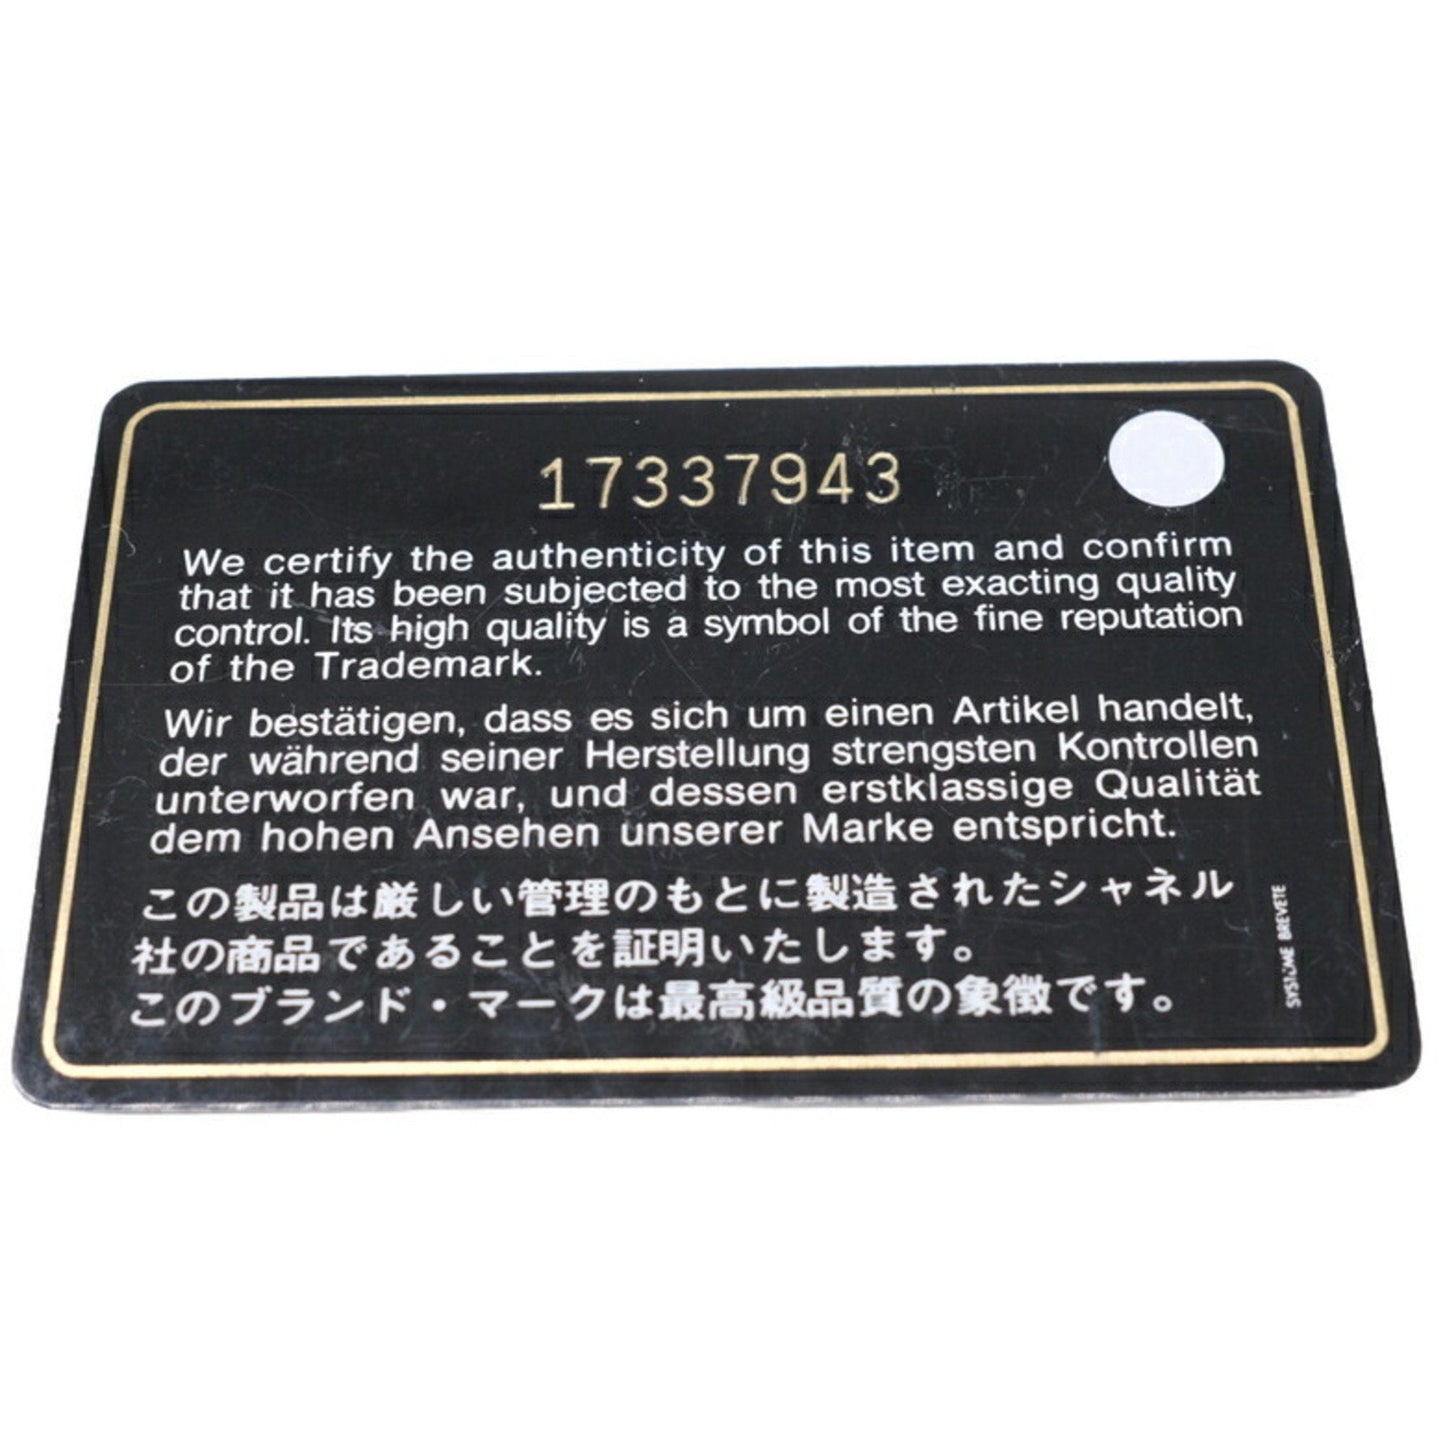 17337943
We certify the authenticity of this item and confirm
that it has been subjected to the most exacting quality
control. Its high quality is a symbol of the fine reputation
of the Trademark.
Wir bestätigen, dass es sich um einen Artikel handelt,
der während seiner Herstellung strengsten Kontrollen
unterworfen war, und dessen erstklassige Qualität
dem hohen Ansehen unserer Marke entspricht.
この製品は厳しい管理のもとに製造されたシャネル
社の商品であることを証明いたします。
このブランド・マークは最高級品質の象徴です。
SYSTÈME BREVETE